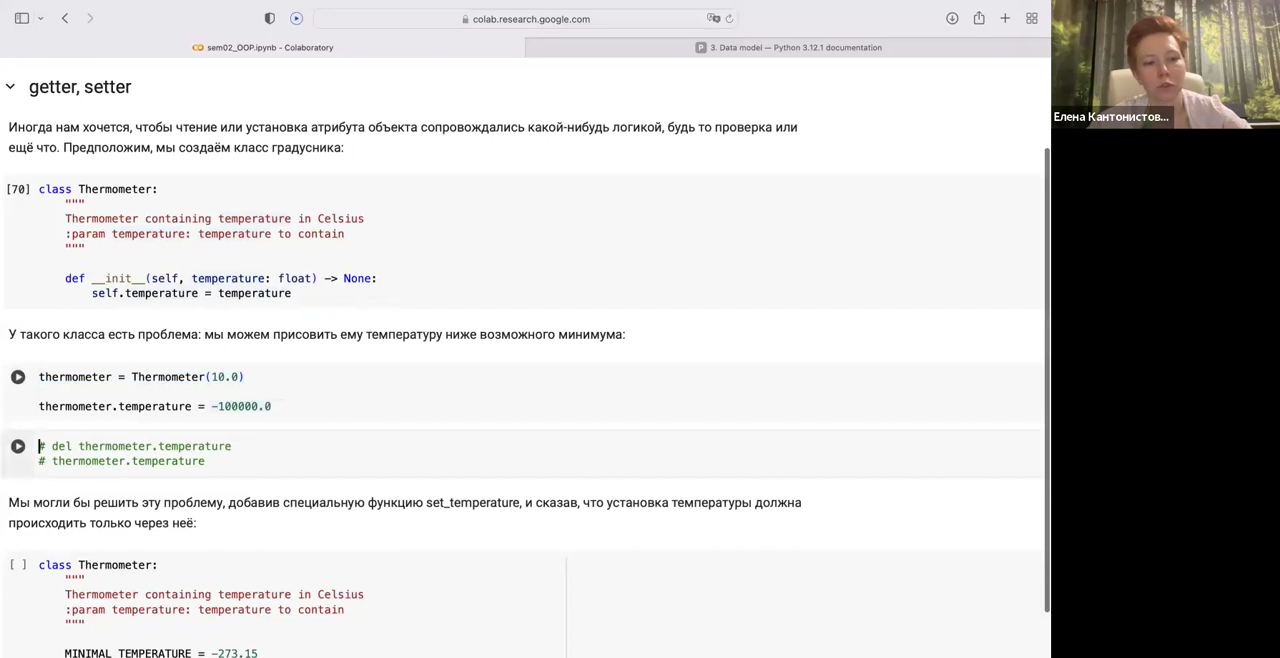 colab.research.google.com
sem02_OOP.ipynb - Colaboratory
3. Data model — Python 3.12.1 documentation
getter, setter
Иногда нам хочется, чтобы чтение или установка атрибута объекта сопровождались какой-нибудь логикой, будь то проверка или
ещё что. Предположим, мы создаём класс градусника:
[70] class Thermometer:
"""
Thermometer containing temperature in Celsius
:param temperature: temperature to contain
"""
def __init__(self, temperature: float) -> None:
self.temperature = temperature
У такого класса есть проблема: мы можем присовить ему температуру ниже возможного минимума:
thermometer = Thermometer(10.0)
thermometer.temperature = -100000.0
# del thermometer.temperature
# thermometer.temperature
Мы могли бы решить эту проблему, добавив специальную функцию set_temperature, и сказав, что установка температуры должна
происходить только через неё:
[ ] class Thermometer:
"""
Thermometer containing temperature in Celsius
:param temperature: temperature to contain
"""
MINIMAL_TEMPERATURE = -273.15
Елена Кантонистов...